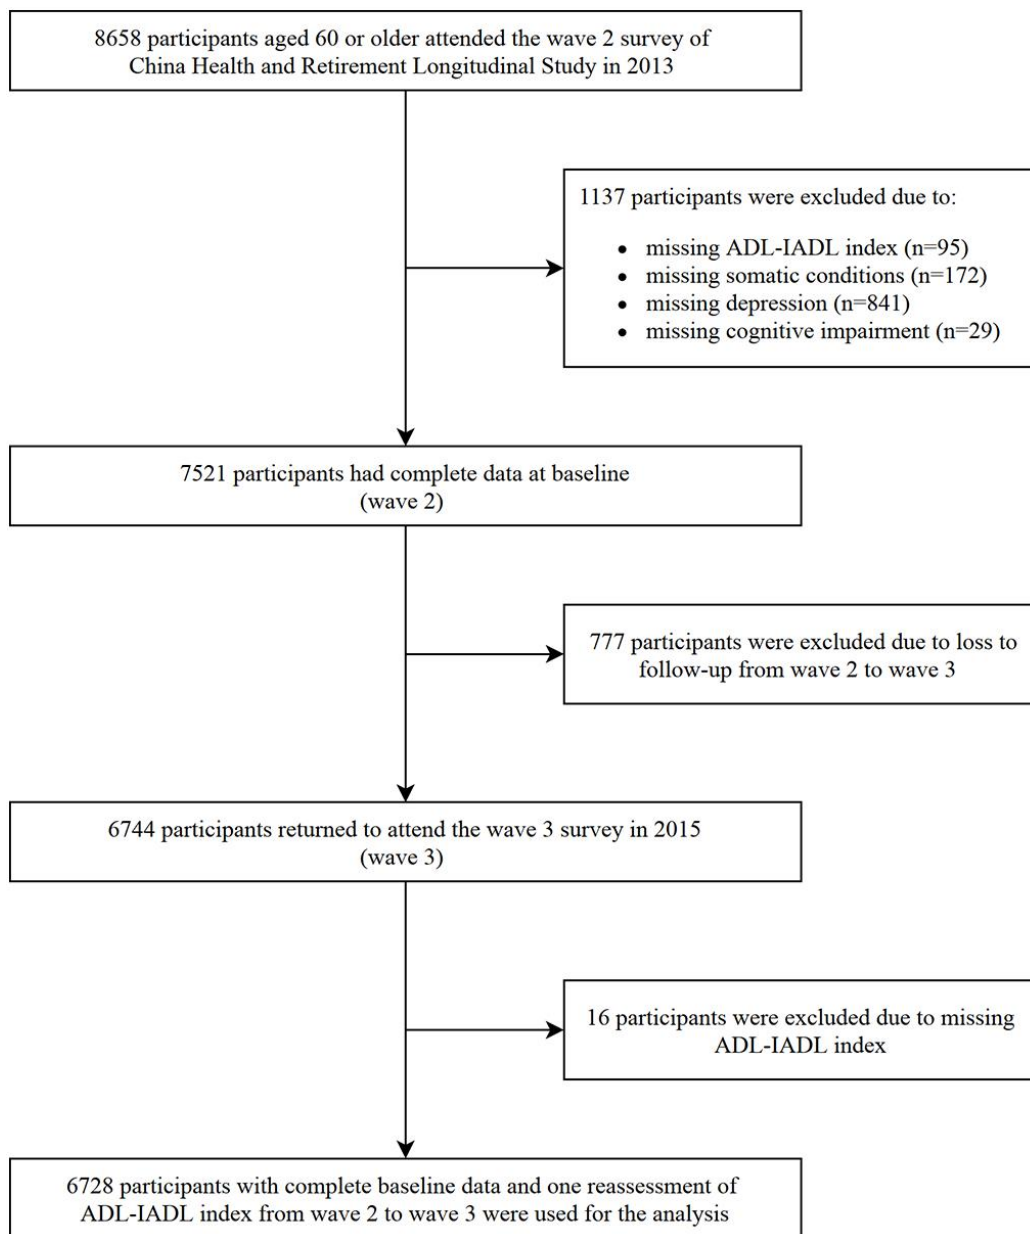 8658 participants aged 60 or older attended the wave 2 survey of
China Health and Retirement Longitudinal Study in 2013
1137 participants were excluded due to:
• missing ADL-IADL index (n=95)
• missing somatic conditions (n=172)
• missing depression (n=841)
• missing cognitive impairment (n=29)
7521 participants had complete data at baseline
(wave 2)
777 participants were excluded due to loss to
follow-up from wave 2 to wave 3
6744 participants returned to attend the wave 3 survey in 2015
(wave 3)
16 participants were excluded due to missing
ADL-IADL index
6728 participants with complete baseline data and one reassessment of
ADL-IADL index from wave 2 to wave 3 were used for the analysis